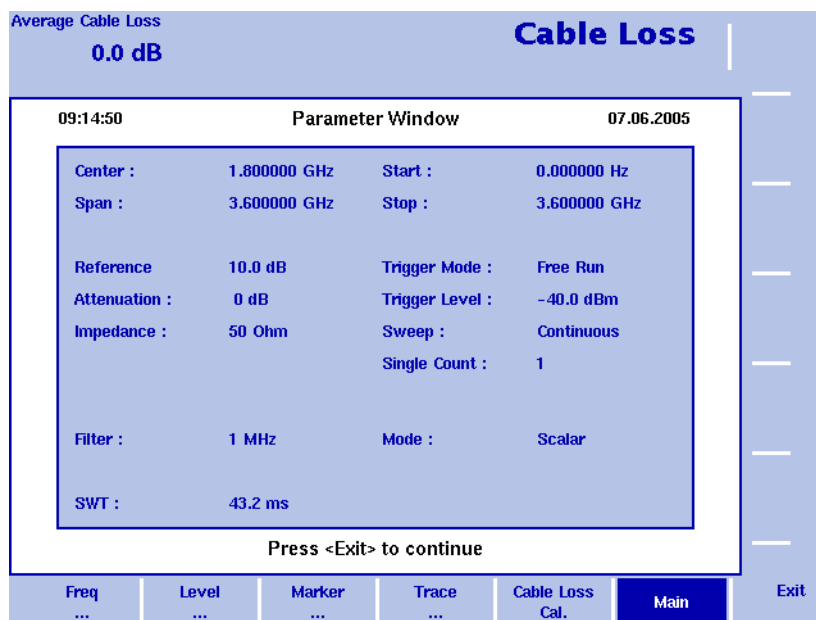 Average Cable Loss
0.0 dB
Cable Loss
09:14:50 Parameter Window 07.06.2005
Center : 1.800000 GHz Start : 0.000000 Hz
Span : 3.600000 GHz Stop : 3.600000 GHz
Reference 10.0 dB Trigger Mode : Free Run
Attenuation : 0 dB Trigger Level : -40.0 dBm
Impedance : 50 Ohm Sweep : Continuous
Single Count : 1
Filter : 1 MHz Mode : Scalar
SWT : 43.2 ms
Press <Exit> to continue
Freq ... Level ... Marker ... Trace ... Cable Loss Cal. Main Exit